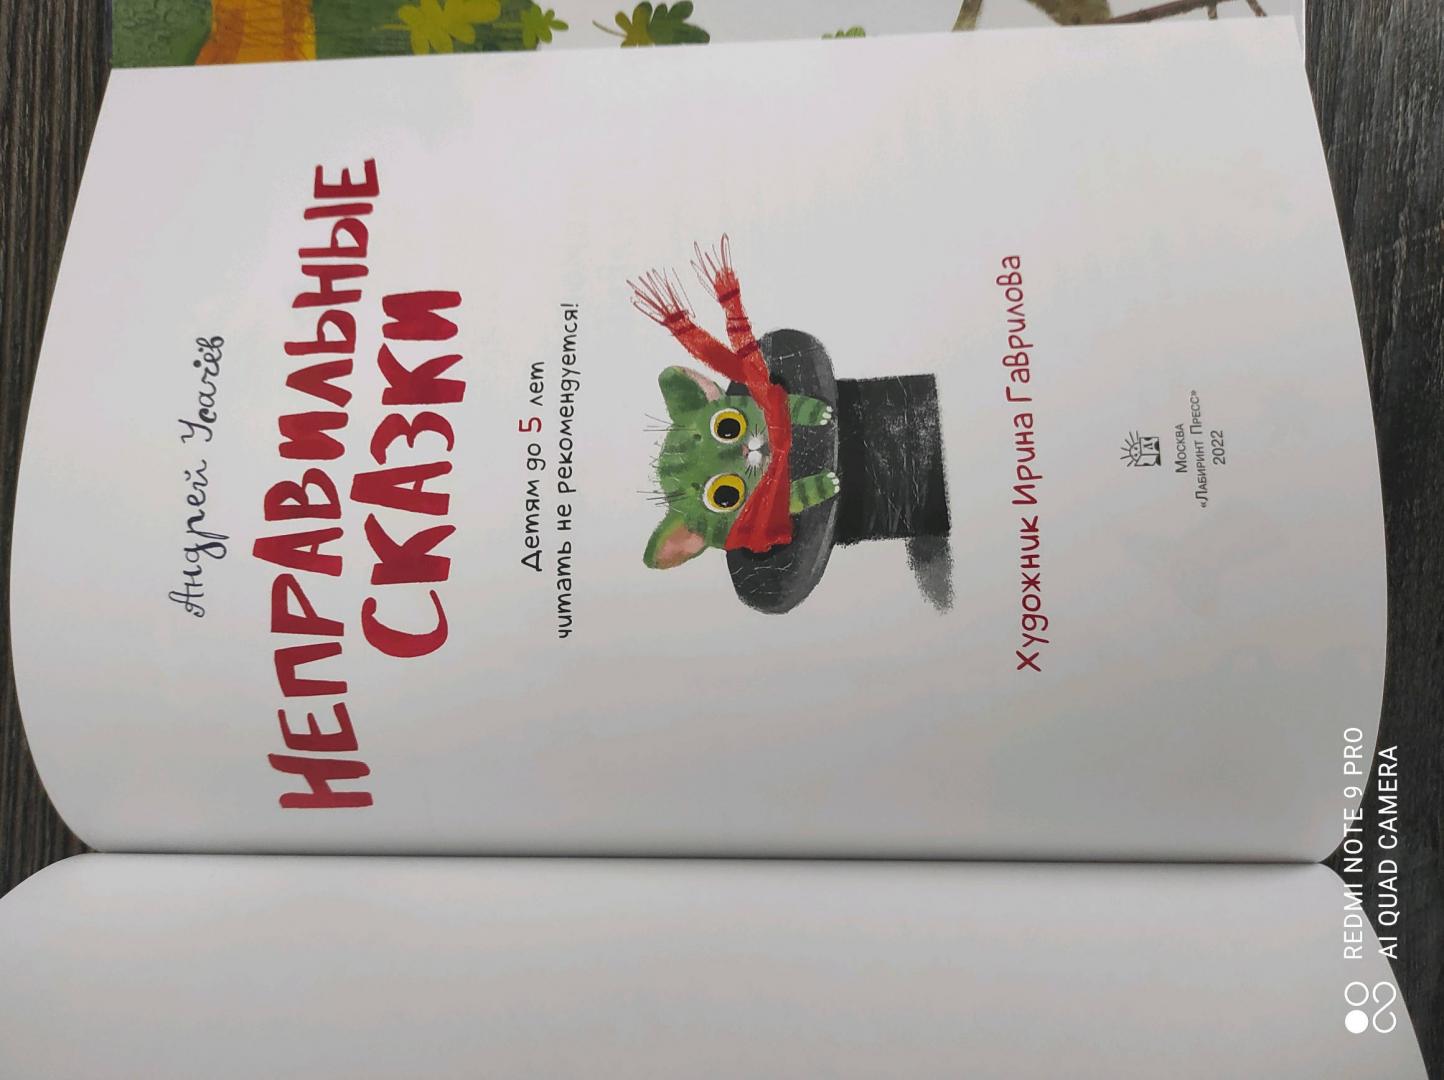 Андрей Усачёв
НЕПРАВИЛЬНЫЕ
СКАЗКИ
Детям до 5 лет
читать не рекомендуется!
Художник Ирина Гаврилова
МОСКВА
«ЛАБИРИНТ ПРЕСС»
2022
REDMI NOTE 9 PRO
AI QUAD CAMERA